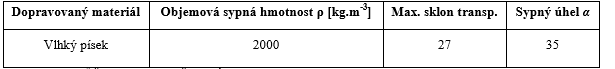 Dopravovaný materiál Objemová sypná hmotnost ρ [kg.m⁻³] Max. sklon transp. Sypný úhel α
Vlhký písek 2000 27 35